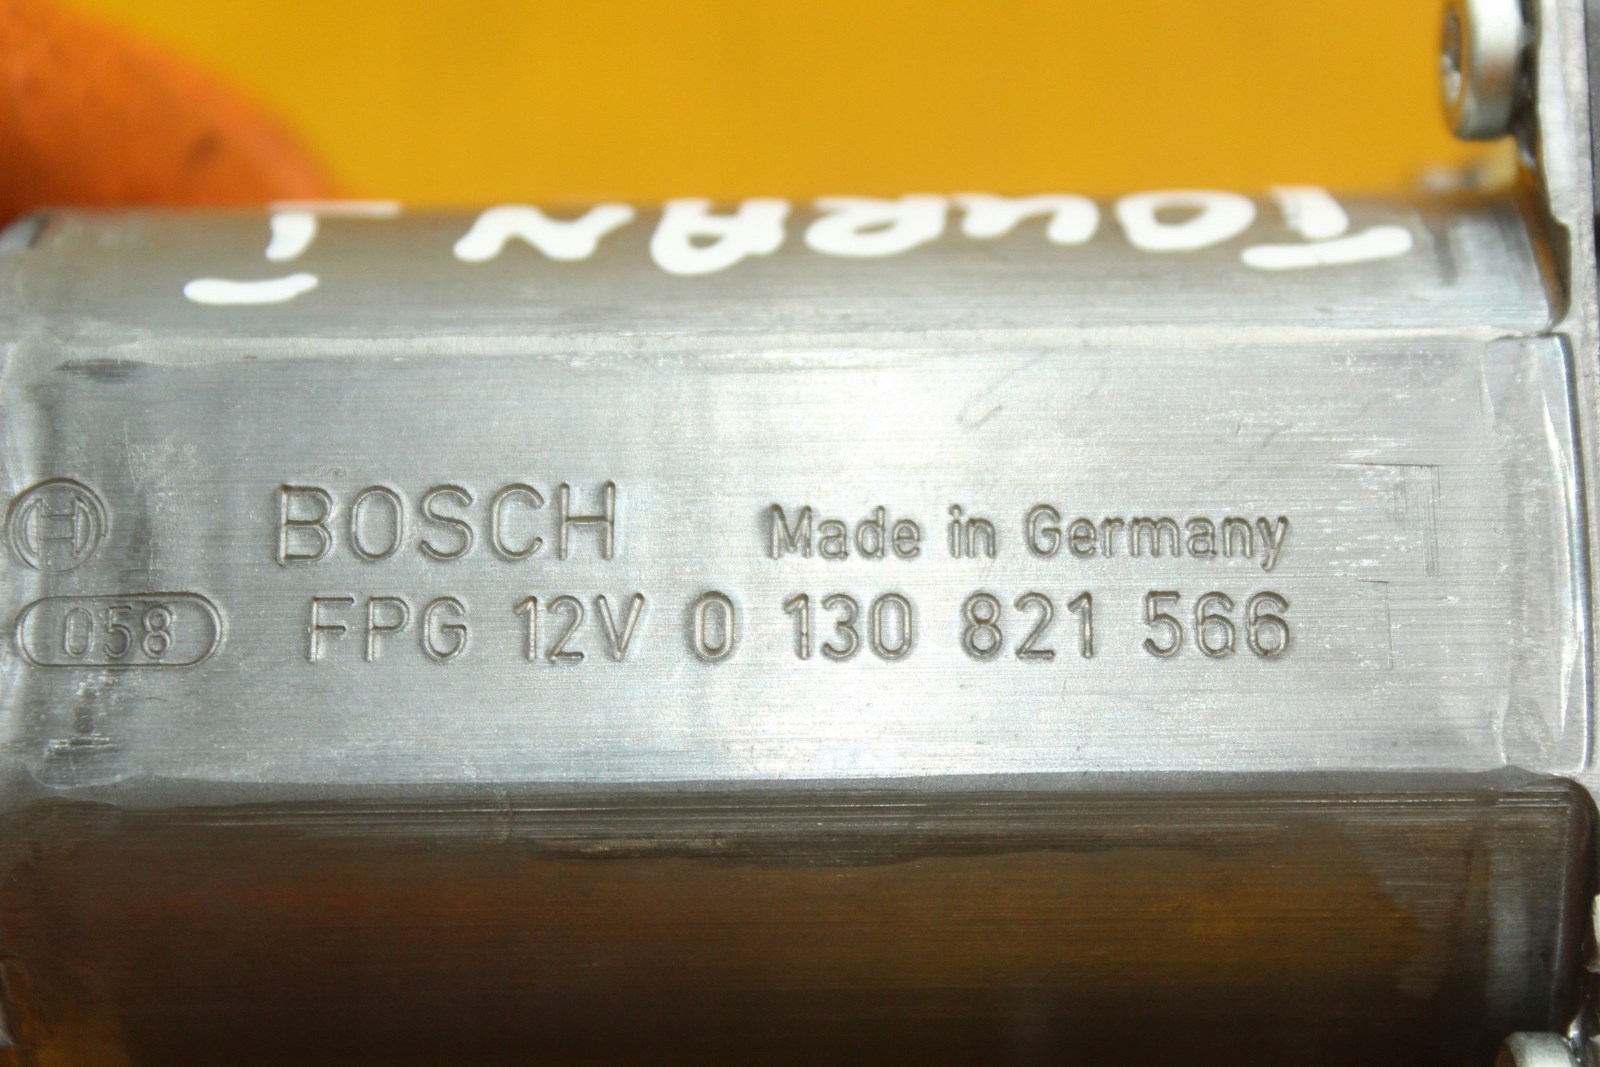 TOURAN I
BOSCH Made in Germany
058 FPG 12V 0 130 821 566